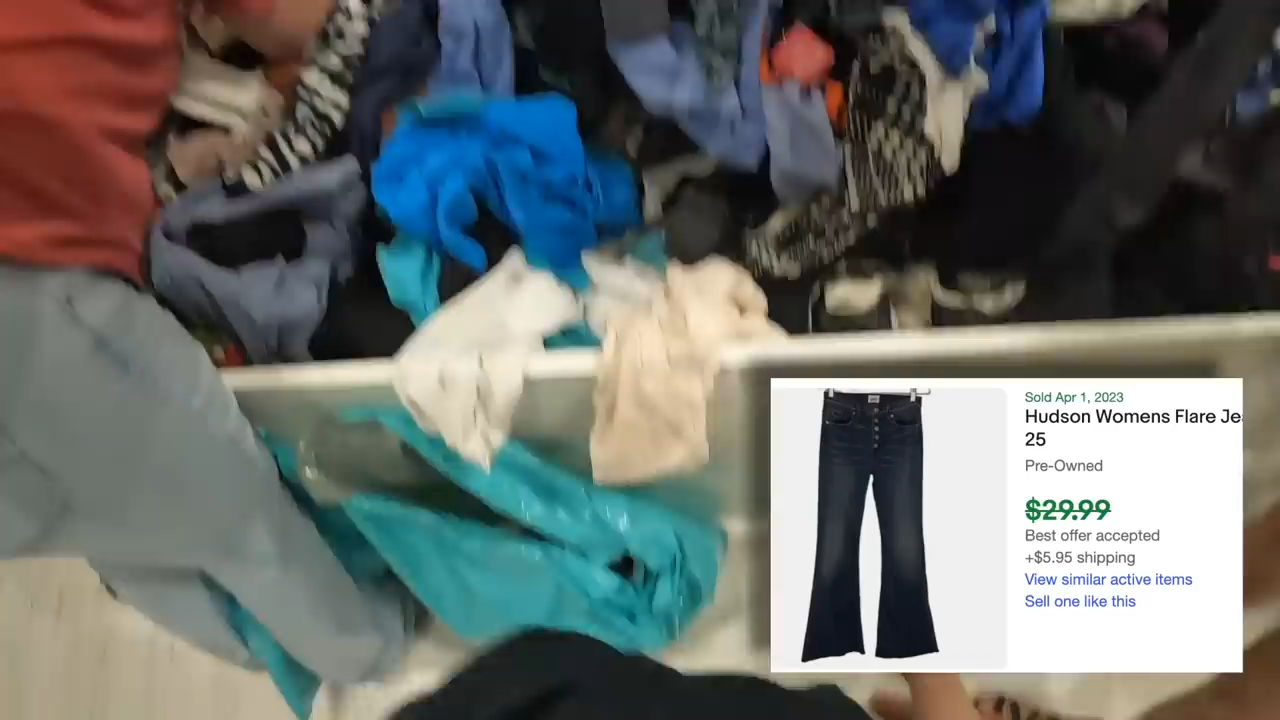 Sold Apr 1, 2023
Hudson Womens Flare Je
25
Pre-Owned
$29.99
Best offer accepted
+$5.95 shipping
View similar active items
Sell one like this